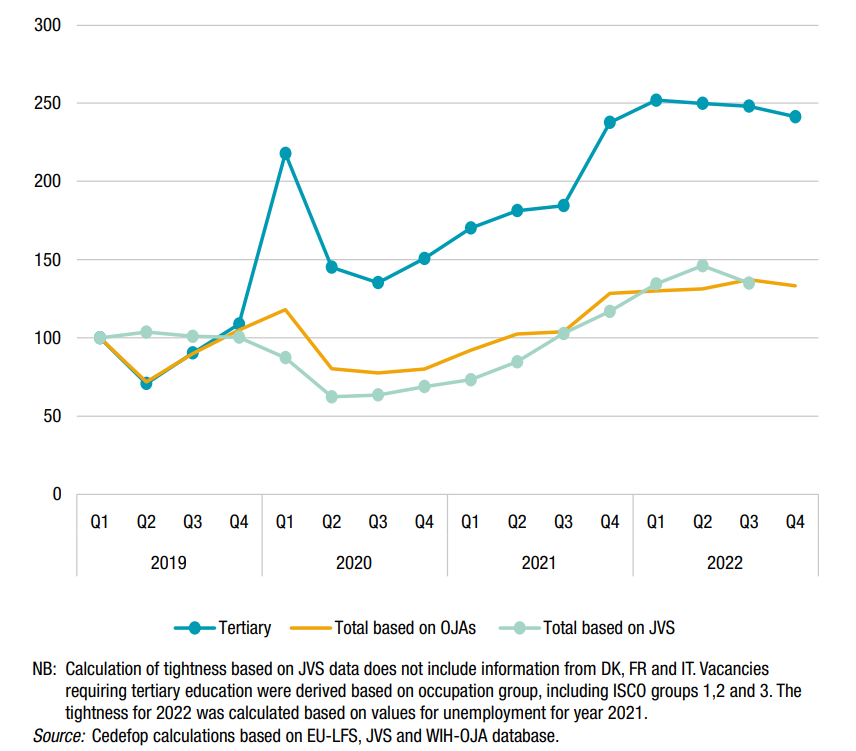 300
250
200
150
100
50
0
Q1 Q2 Q3 Q4 Q1 Q2 Q3 Q4 Q1 Q2 Q3 Q4 Q1 Q2 Q3 Q4
2019 2020 2021 2022
Tertiary Total based on OJAs Total based on JVS
NB: Calculation of tightness based on JVS data does not include information from DK, FR and IT. Vacancies
requiring tertiary education were derived based on occupation group, including ISCO groups 1,2 and 3. The
tightness for 2022 was calculated based on values for unemployment for year 2021.
Source: Cedefop calculations based on EU-LFS, JVS and WIH-OJA database.